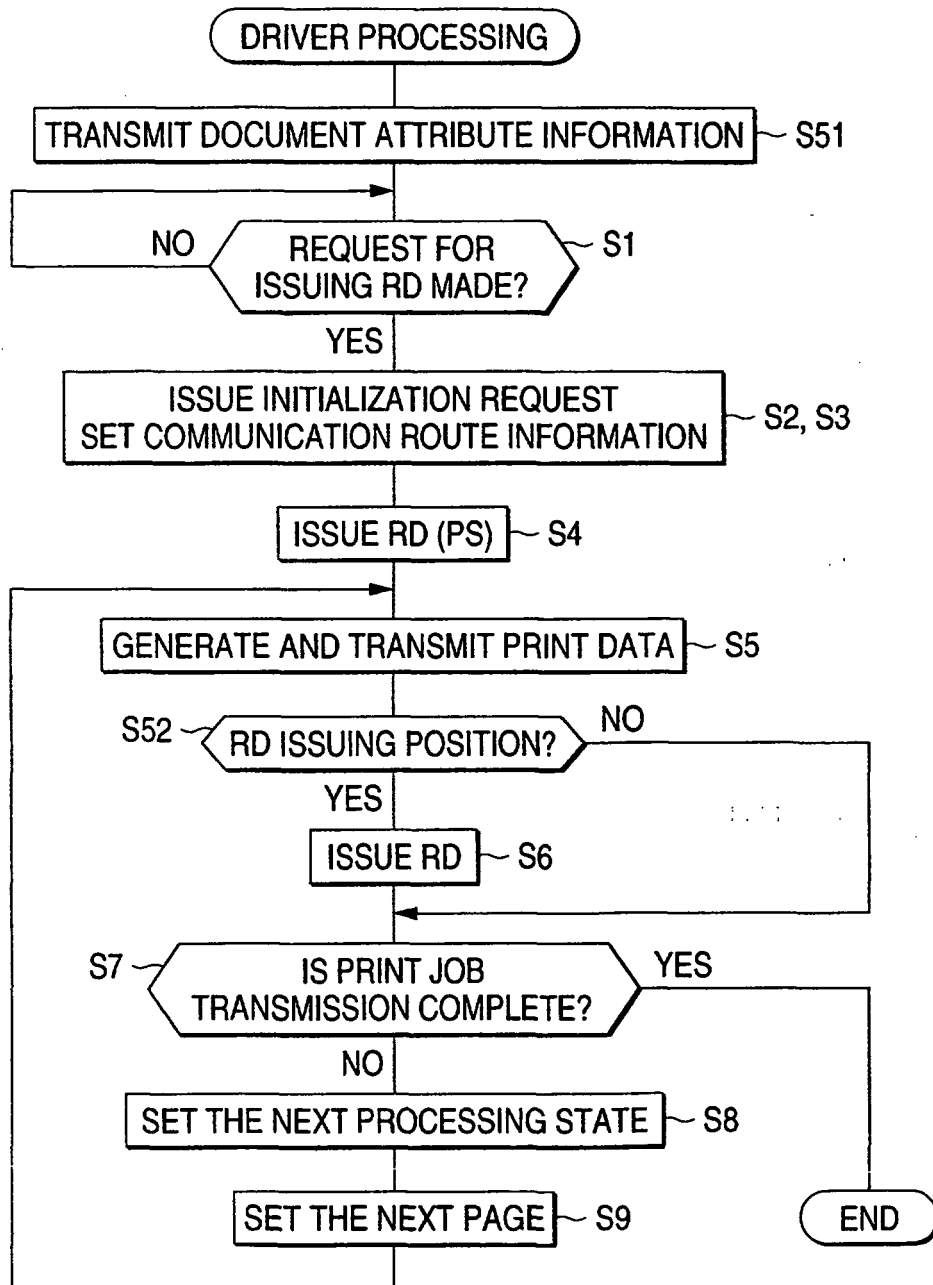 DRIVER PROCESSING
TRANSMIT DOCUMENT ATTRIBUTE INFORMATION S51
NO REQUEST FOR S1
ISSUING RD MADE?
YES
ISSUE INITIALIZATION REQUEST S2, S3
SET COMMUNICATION ROUTE INFORMATION
ISSUE RD (PS) S4
GENERATE AND TRANSMIT PRINT DATA S5
S52 RD ISSUING POSITION? NO
YES
ISSUE RD S6
S7 IS PRINT JOB YES
TRANSMISSION COMPLETE?
NO
SET THE NEXT PROCESSING STATE S8
SET THE NEXT PAGE S9
END